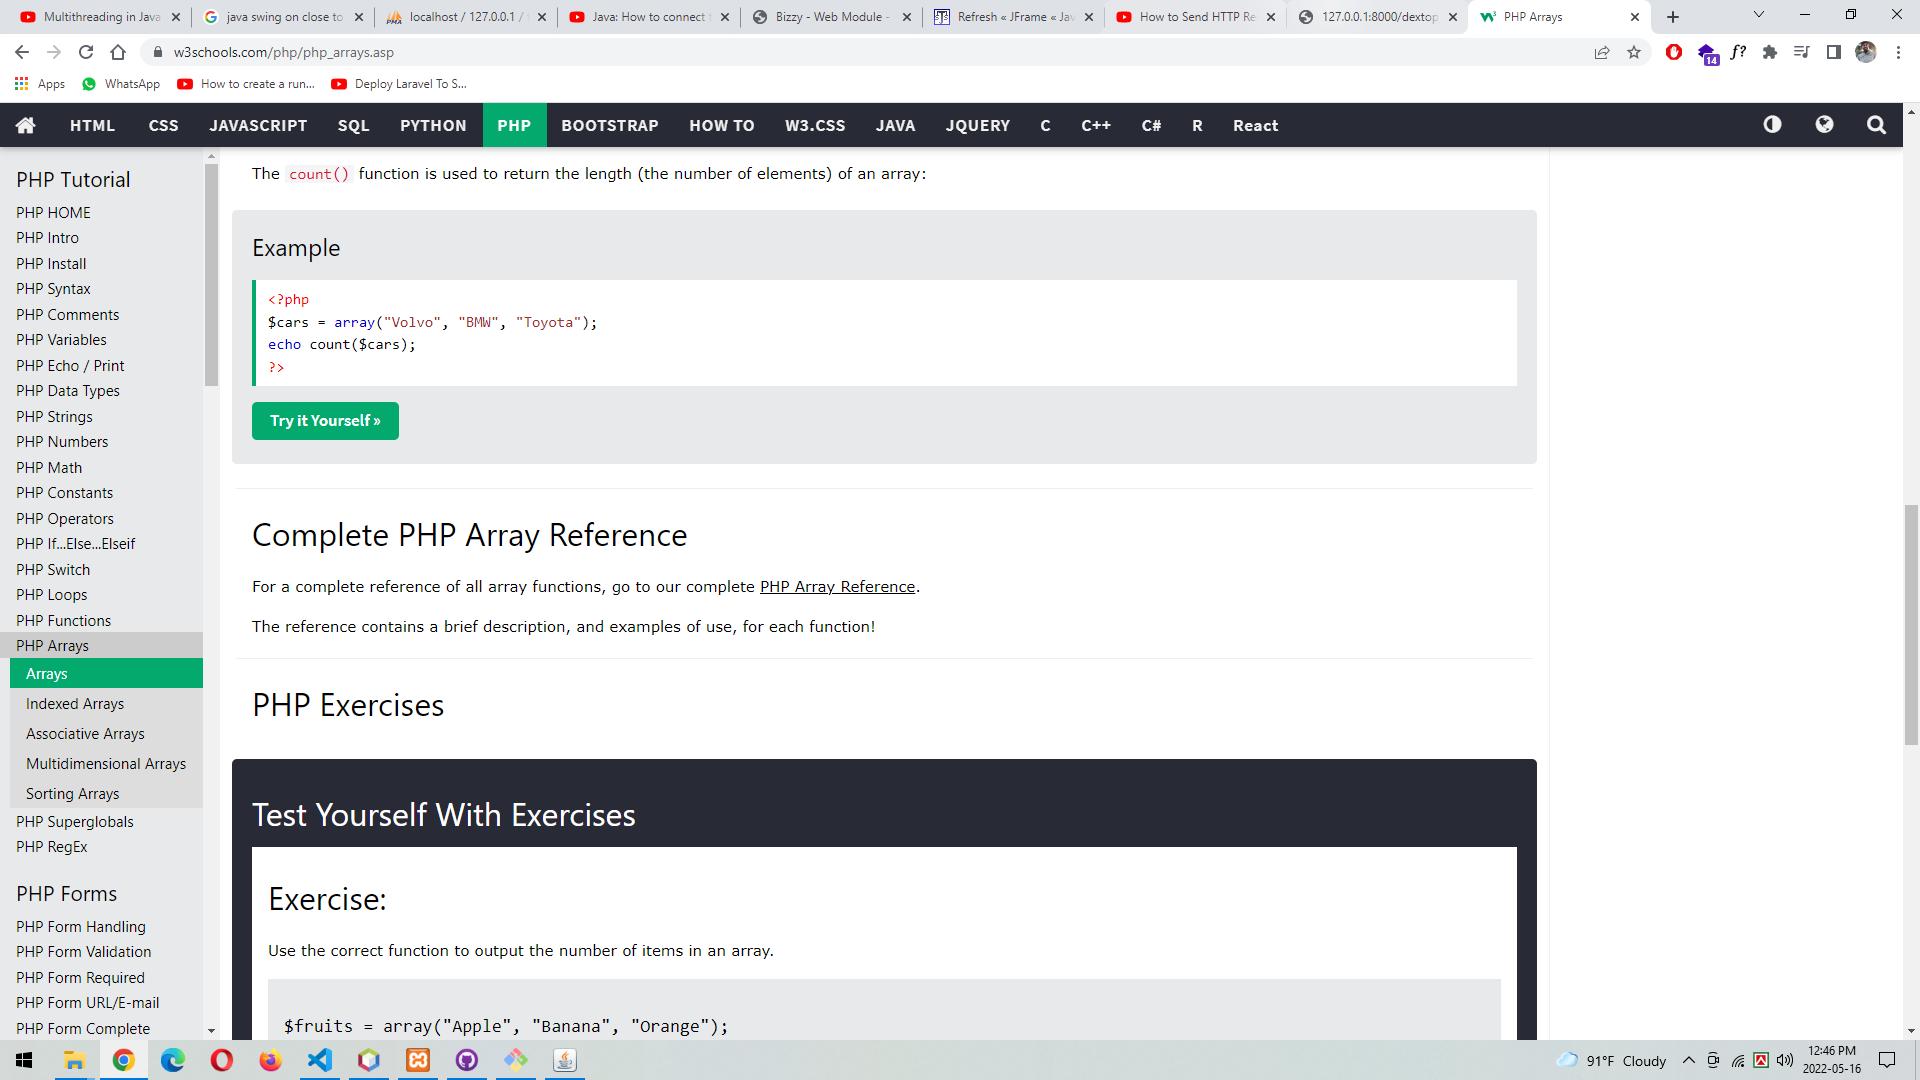 Multithreading in Java
java swing on close to
localhost / 127.0.0.1 /
Java: How to connect
Bizzy - Web Module -
Refresh « JFrame « Jav
How to Send HTTP Re
127.0.0.1:8000/dextop
PHP Arrays
w3schools.com/php/php_arrays.asp
14
f?
Apps
WhatsApp
How to create a run...
Deploy Laravel To S...
HTML
CSS
JAVASCRIPT
SQL
PYTHON
PHP
BOOTSTRAP
HOW TO
W3.CSS
JAVA
JQUERY
C
C++
C#
R
React
PHP Tutorial
PHP HOME
PHP Intro
PHP Install
PHP Syntax
PHP Comments
PHP Variables
PHP Echo / Print
PHP Data Types
PHP Strings
PHP Numbers
PHP Math
PHP Constants
PHP Operators
PHP If...Else...Elseif
PHP Switch
PHP Loops
PHP Functions
PHP Arrays
Arrays
Indexed Arrays
Associative Arrays
Multidimensional Arrays
Sorting Arrays
PHP Superglobals
PHP RegEx
PHP Forms
PHP Form Handling
PHP Form Validation
PHP Form Required
PHP Form URL/E-mail
PHP Form Complete
The count() function is used to return the length (the number of elements) of an array:
Example
<?php
$cars = array("Volvo", "BMW", "Toyota");
echo count($cars);
?>
Try it Yourself »
Complete PHP Array Reference
For a complete reference of all array functions, go to our complete PHP Array Reference.
The reference contains a brief description, and examples of use, for each function!
PHP Exercises
Test Yourself With Exercises
Exercise:
Use the correct function to output the number of items in an array.
$fruits = array("Apple", "Banana", "Orange");
91°F Cloudy
12:46 PM
2022-05-16